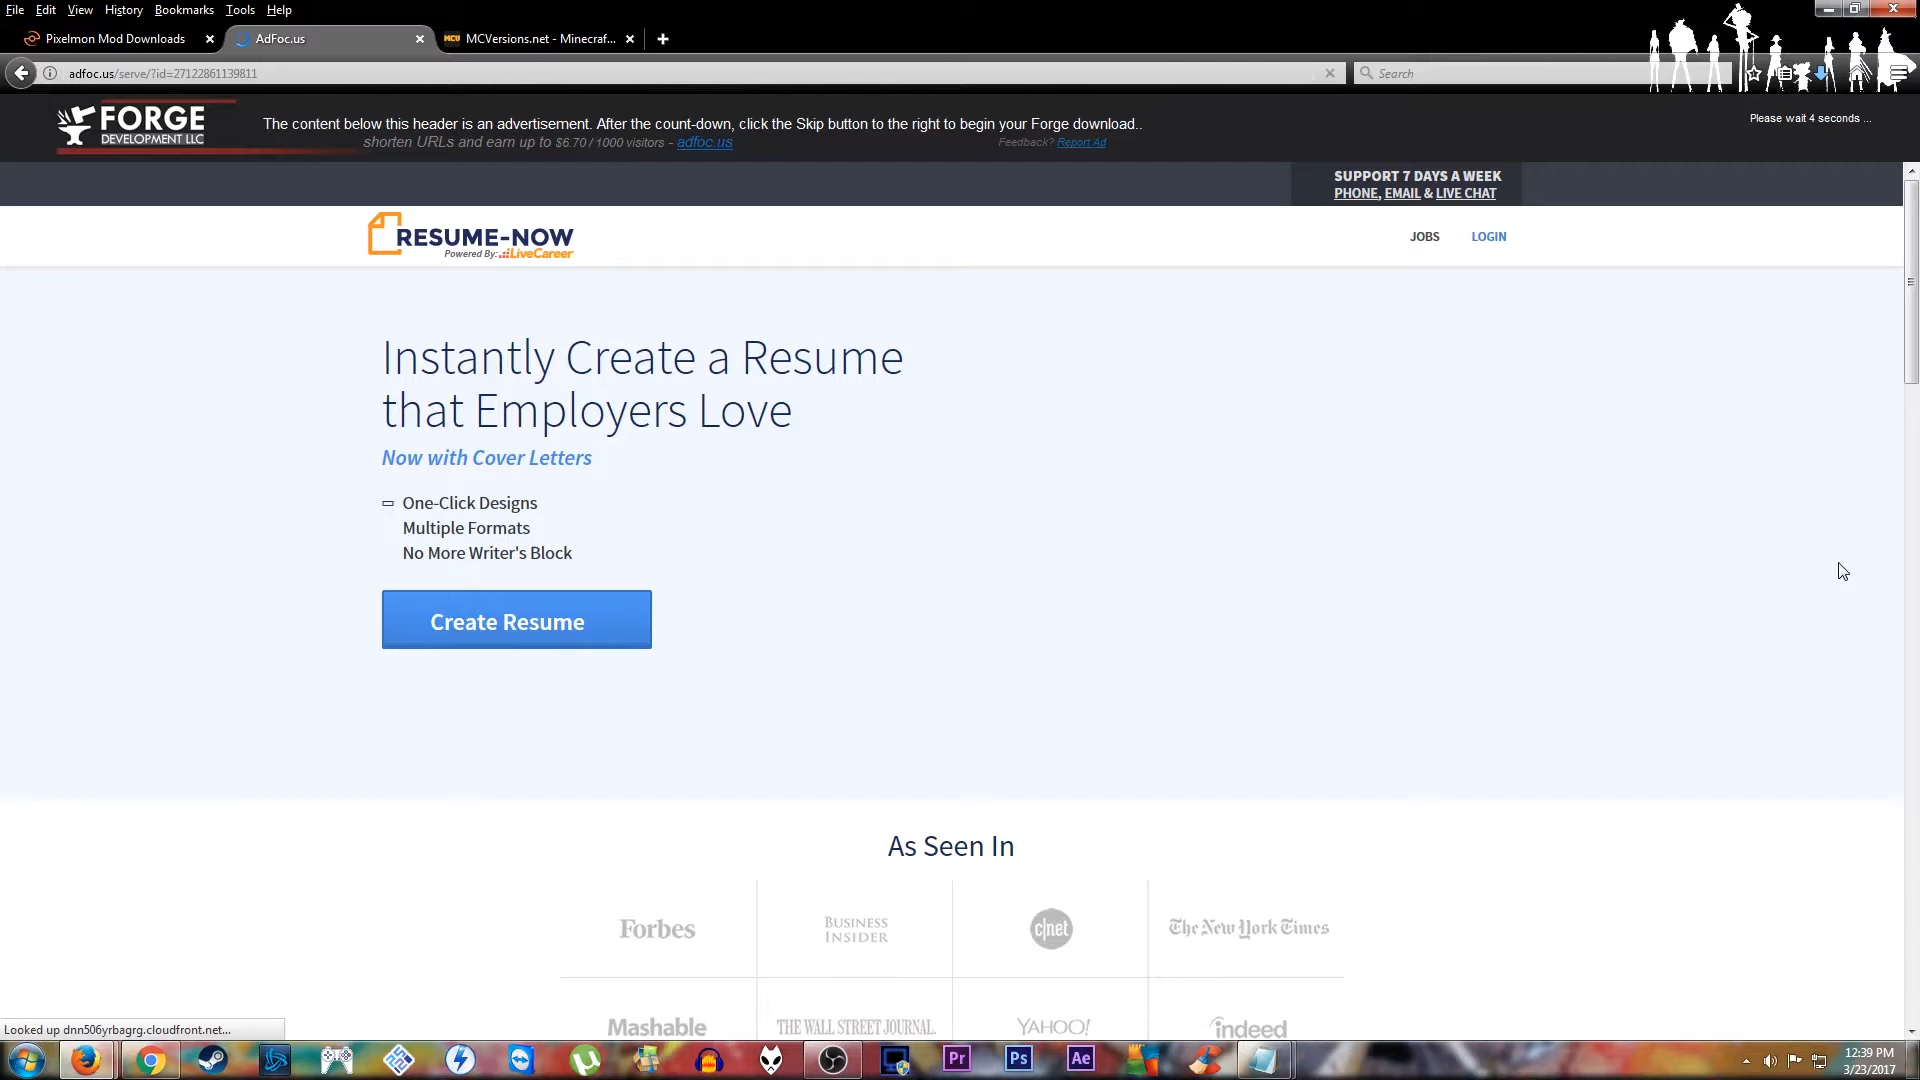 File Edit View History Bookmarks Tools Help
Pixelmon Mod Downloads
AdFoc.us
MCU MCVersions.net - Minecraf...
adfoc.us/serve/?id=27122861139811
Search
FORGE
DEVELOPMENT LLC
The content below this header is an advertisement. After the count-down, click the Skip button to the right to begin your Forge download..
shorten URLs and earn up to $6.70 / 1000 visitors - adfoc.us
Feedback? Report Ad
Please wait 4 seconds ...
SUPPORT 7 DAYS A WEEK
PHONE, EMAIL & LIVE CHAT
RESUME-NOW
Powered By: LiveCareer
JOBS LOGIN
Instantly Create a Resume
that Employers Love
Now with Cover Letters
One-Click Designs
Multiple Formats
No More Writer's Block
Create Resume
As Seen In
Forbes
BUSINESS
INSIDER
c|net
The New York Times
Mashable
THE WALL STREET JOURNAL.
YAHOO!
indeed
Looked up dnn506yrbagrg.cloudfront.net...
Pr
Ps
Ae
12:39 PM
3/23/2017